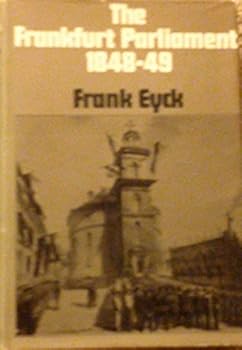 The
Frankfurt Parliament
1848-49
Frank Eyck